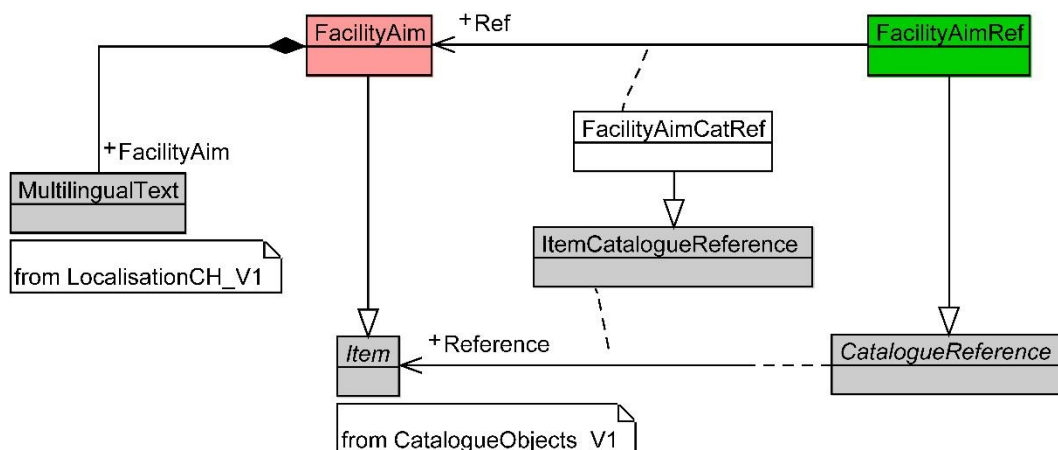 FacilityAim
+Ref
FacilityAimRef
FacilityAimCatRef
+FacilityAim
MultilingualText
ItemCatalogueReference
from LocalisationCH_V1
Item
+Reference
CatalogueReference
from CatalogueObjects_V1